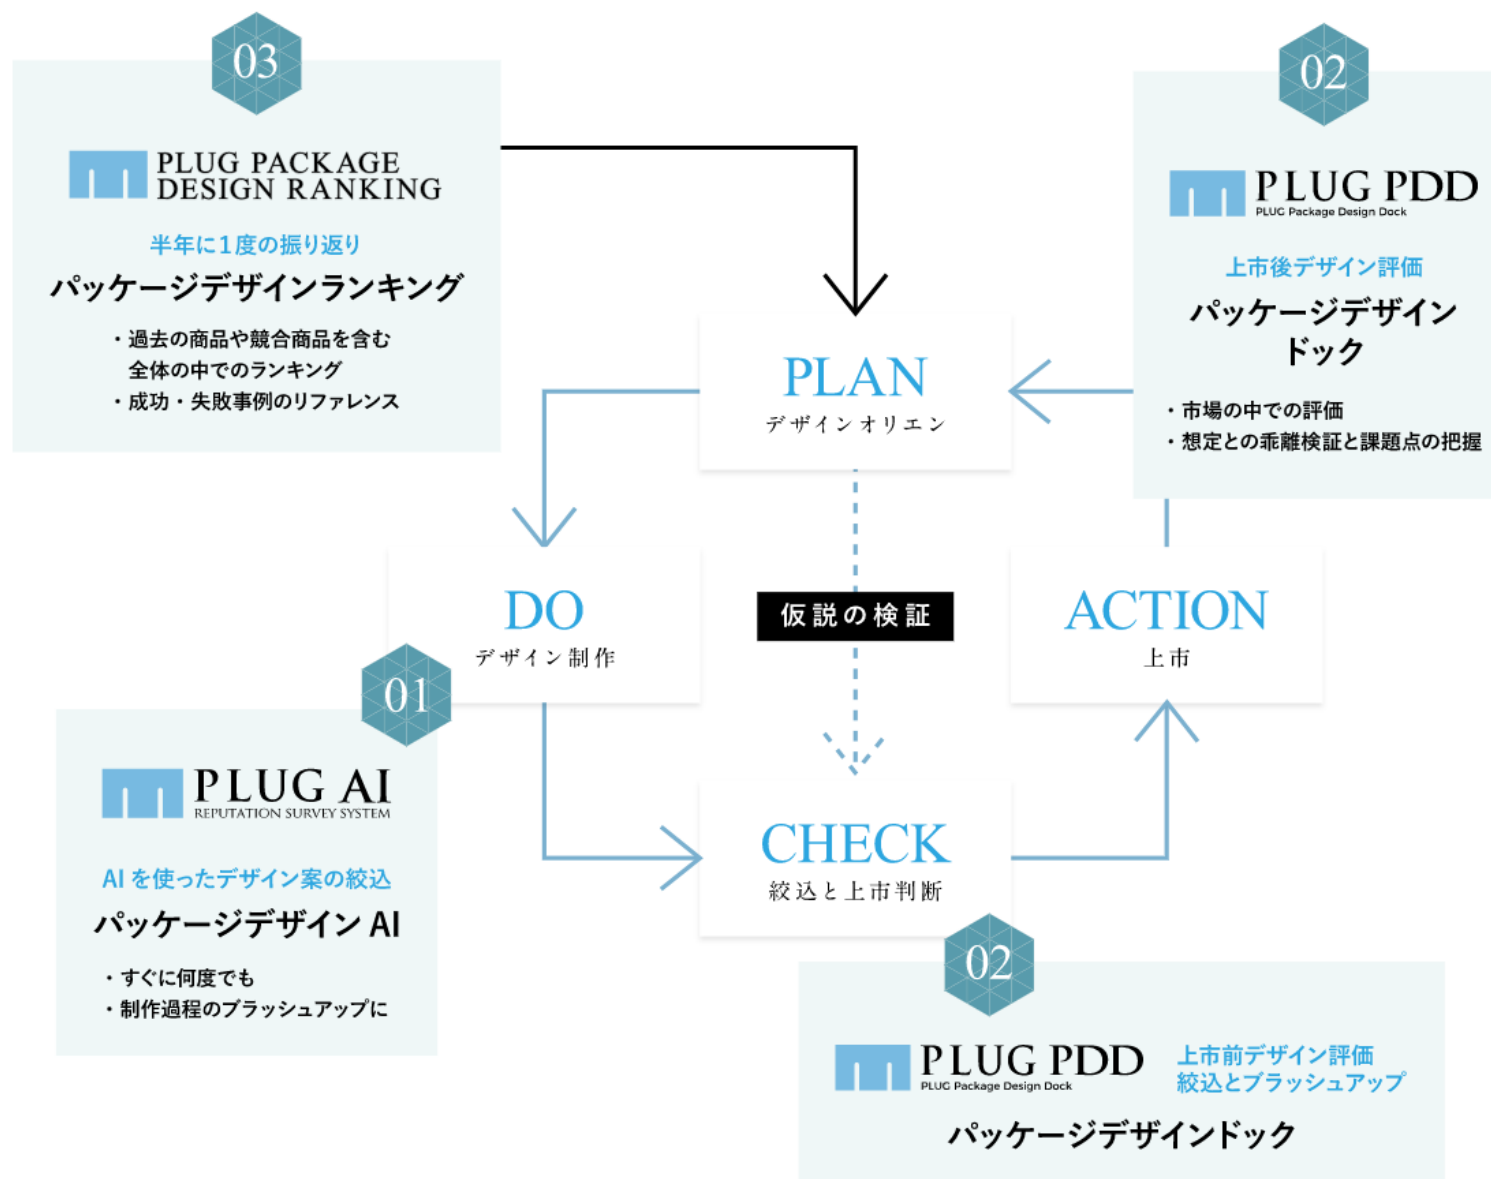 03
PLUG PACKAGE
DESIGN RANKING
半年に1度の振り返り
パッケージデザインランキング
・過去の商品や競合商品を含む
全体の中でのランキング
・成功・失敗事例のリファレンス
02
PLUG PDD
PLUG Package Design Dock
上市後デザイン評価
パッケージデザイン
ドック
・市場の中での評価
・想定との乖離検証と課題点の把握
PLAN
デザインオリエン
DO
デザイン制作
仮説の検証
ACTION
上市
01
PLUG AI
REPUTATION SURVEY SYSTEM
AIを使ったデザイン案の絞込
パッケージデザインAI
・すぐに何度でも
・制作過程のブラッシュアップに
CHECK
絞込と上市判断
02
PLUG PDD
PLUG Package Design Dock
上市前デザイン評価
絞込とブラッシュアップ
パッケージデザインドック